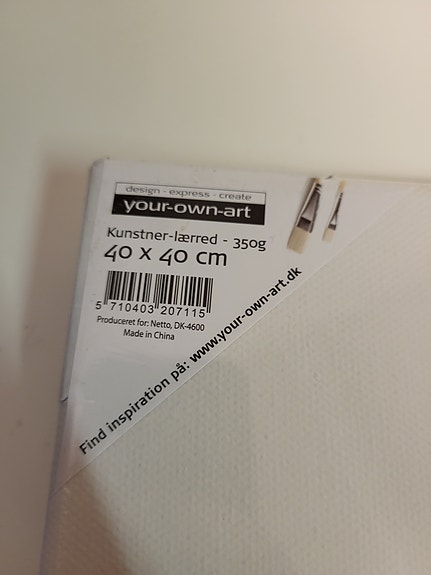 design - express - create
your-own-art
Kunstner-lærred - 350g
40 x 40 cm
5 710403 207115
Produceret for: Netto, DK-4600
Made in China
Find inspiration på: www.your-own-art.dk